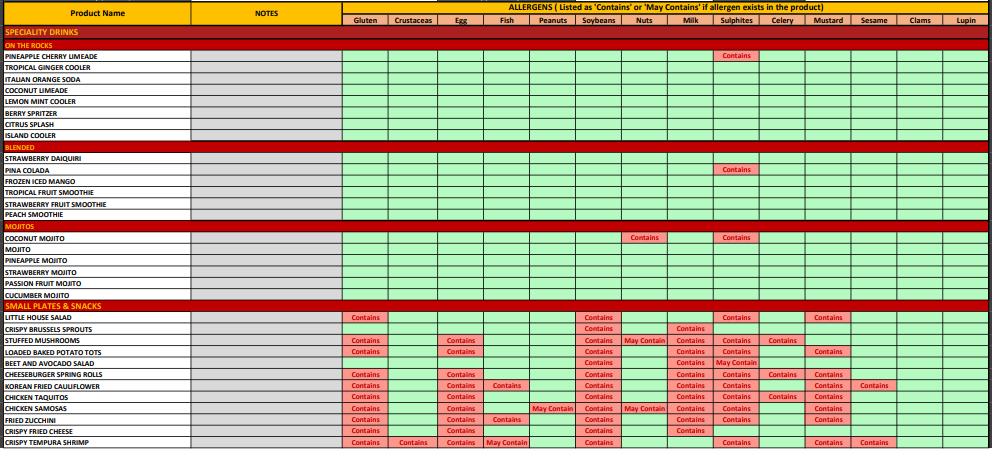 ALLERGENS ( Listed as 'Contains' or 'May Contains' if allergen exists in the product)
Product Name NOTES Gluten Crustaceas Egg Fish Peanuts Soybeans Nuts Milk Sulphites Celery Mustard Sesame Clams Lupin
SPECIALITY DRINKS
ON THE ROCKS
PINEAPPLE CHERRY LIMEADE Contains
TROPICAL GINGER COOLER
ITALIAN ORANGE SODA
COCONUT LIMEADE
LEMON MINT COOLER
BERRY SPRITZER
CITRUS SPLASH
ISLAND COOLER
BLENDED
STRAWBERRY DAIQUIRI
PINA COLADA Contains
FROZEN ICED MANGO
TROPICAL FRUIT SMOOTHIE
STRAWBERRY FRUIT SMOOTHIE
PEACH SMOOTHIE
MOJITOS
COCONUT MOJITO Contains Contains
MOJITO
PINEAPPLE MOJITO
STRAWBERRY MOJITO
PASSION FRUIT MOJITO
CUCUMBER MOJITO
SMALL PLATES & SNACKS
LITTLE HOUSE SALAD Contains Contains Contains Contains
CRISPY BRUSSELS SPROUTS Contains Contains
STUFFED MUSHROOMS Contains Contains Contains May Contain Contains Contains Contains
LOADED BAKED POTATO TOTS Contains Contains Contains Contains Contains Contains
BEET AND AVOCADO SALAD Contains Contains May Contain
CHEESEBURGER SPRING ROLLS Contains Contains Contains Contains Contains Contains Contains
KOREAN FRIED CAULIFLOWER Contains Contains Contains Contains Contains Contains Contains Contains
CHICKEN TAQUITOS Contains Contains Contains Contains Contains Contains Contains
CHICKEN SAMOSAS Contains Contains May Contain Contains May Contain Contains Contains Contains
FRIED ZUCCHINI Contains Contains Contains Contains Contains Contains Contains
CRISPY FRIED CHEESE Contains Contains Contains Contains
CRISPY TEMPURA SHRIMP Contains Contains Contains May Contain Contains Contains Contains Contains Contains